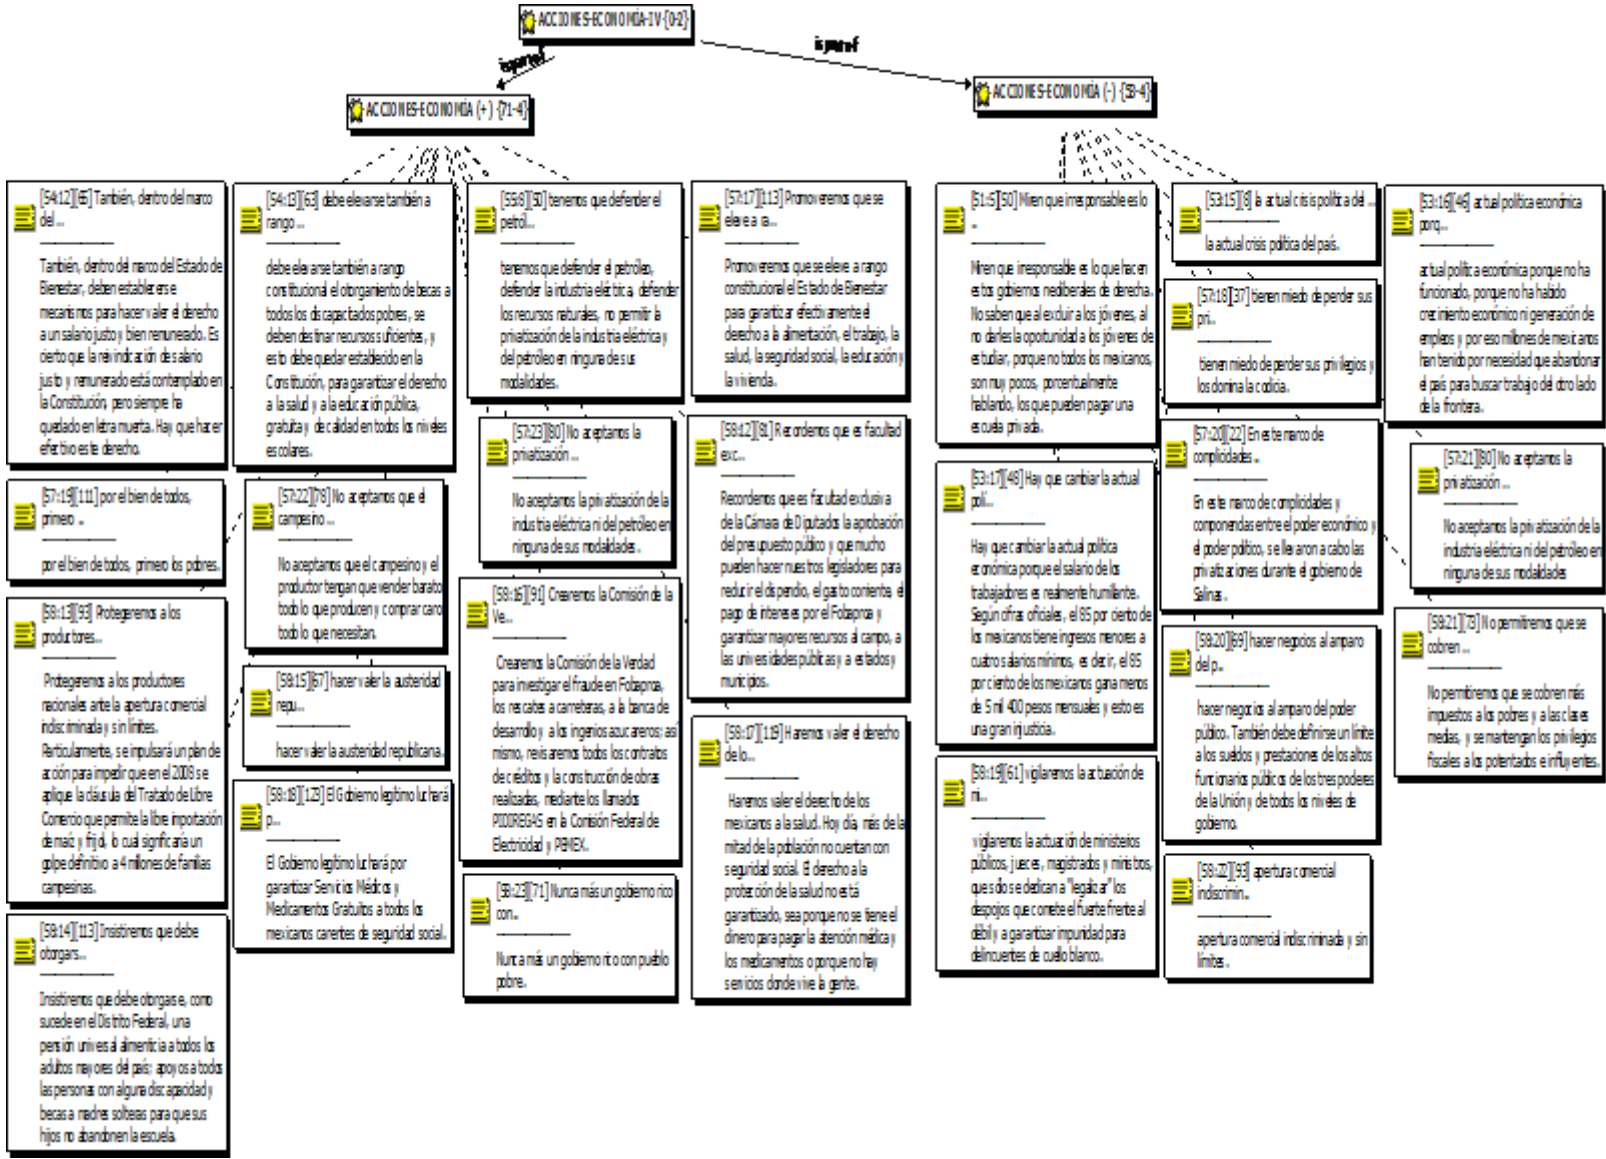 ACCIONES-ECONOMÍA-IV {0-2}
is part of
is part of
ACCIONES-ECONOMÍA (+) {71-4}
ACCIONES-ECONOMÍA (-) {53-4}
[54:12][65] También, dentro del marco
del...
También, dentro del marco del Estado de
Bienestar, deben establecerse
mecanismos para hacer valer el derecho
a un salario justo y bien remunerado. Es
cierto que la reivindicación de salario
justo y remunerado está contemplado en
la Constitución, pero siempre ha
quedado en letra muerta. Hay que hacer
efectivo este derecho.
[57:19][111] por el bien de todos,
primero ..
por el bien de todos, primero los pobres.
[58:13][93] Protegeremos a los
productores...
Protegeremos a los productores
nacionales ante la apertura comercial
indiscriminada y sin límites.
Particularmente, se impulsará un plan de
acción para impedir que en el 2008 se
aplique la cláusula del Tratado de Libre
Comercio que permite la libre importación
de maíz y frijol, lo cual significaría un
golpe definitivo a 4 millones de familias
campesinas.
[58:14][113] Insistiremos que debe
otorgars...
Insistiremos que debe otorgarse, como
sucede en el Distrito Federal, una
pensión universal alimenticia a todos los
adultos mayores del país; apoyos a todas
las personas con alguna discapacidad y
becas a madres solteras para que sus
hijos no abandonen la escuela.
[54:13][63] debe elevarse también a
rango ...
debe elevarse también a rango
constitucional el otorgamiento de becas a
todos los discapacitados pobres, se
deben destinar recursos suficientes, y
esto debe quedar establecido en la
Constitución, para garantizar el derecho
a la salud y a la educación pública,
gratuita y de calidad en todos los niveles
escolares.
[57:22][78] No aceptamos que el
campesino ...
No aceptamos que el campesino y el
productor tengan que vender barato
todo lo que producen y comprar caro
todo lo que necesitan.
[58:15][67] hacer valer la austeridad
repu...
hacer valer la austeridad republicana.
[58:18][123] El Gobierno legítimo luchará
p...
El Gobierno legítimo luchará por
garantizar Servicios Médicos y
Medicamentos Gratuitos a todos los
mexicanos carentes de seguridad social.
[55:8][50] tenemos que defender el
petról...
tenemos que defender el petróleo,
defender la industria eléctrica, defender
los recursos naturales, no permitir la
privatización de la industria eléctrica y
del petróleo en ninguna de sus
modalidades.
[57:23][80] No aceptamos la
privatización ...
No aceptamos la privatización de la
industria eléctrica ni del petróleo en
ninguna de sus modalidades.
[58:16][91] Crearemos la Comisión de la
Ve...
Crearemos la Comisión de la Verdad
para investigar el fraude en Fobaproa,
los rescates a carreteras, a la banca de
desarrollo y a los ingenios azucareros; así
mismo, revisaremos todos los contratos
de créditos y la construcción de obras
realizadas, mediante los llamados
PIDIREGAS en la Comisión Federal de
Electricidad y PEMEX.
[58:23][71] Nunca más un gobierno rico
con...
Nunca más un gobierno rico con pueblo
pobre.
[57:17][113] Promoveremos que se
eleve a ra...
Promoveremos que se eleve a rango
constitucional el Estado de Bienestar
para garantizar efectivamente el
derecho a la alimentación, el trabajo, la
salud, la seguridad social, la educación y
la vivienda.
[58:12][81] Recordemos que es facultad
exc...
Recordemos que es facultad exclusiva
de la Cámara de Diputados la aprobación
del presupuesto público y que mucho
pueden hacer nuestros legisladores para
reducir el dispendio, el gasto corriente, el
pago de intereses por el Fobaproa y
garantizar mayores recursos al campo, a
las universidades públicas y a estados y
municipios.
[58:17][119] Haremos valer el derecho
de lo...
Haremos valer el derecho de los
mexicanos a la salud. Hoy día, más de la
mitad de la población no cuentan con
seguridad social. El derecho a la
protección de la salud no está
garantizado, sea porque no se tiene el
dinero para pagar la atención médica y
los medicamentos o porque no hay
servicios donde vive la gente.
[51:5][50] Miren que irresponsable es lo
..
Miren que irresponsable es lo que hacen
estos gobiernos neoliberales de derecha.
No saben que al excluir a los jóvenes, al
no darles la oportunidad a los jóvenes de
estudiar, porque no todos los mexicanos,
son muy pocos, porcentualmente
hablando, los que pueden pagar una
escuela privada.
[53:17][48] Hay que cambiar la actual
polí...
Hay que cambiar la actual política
económica porque el salario de los
trabajadores es realmente humillante.
Según cifras oficiales, el 85 por ciento de
los mexicanos tiene ingresos menores a
cuatro salarios mínimos, es decir, el 85
por ciento de los mexicanos gana menos
de 5 mil 400 pesos mensuales y esto es
una gran injusticia.
[58:19][61] vigilaremos la actuación de
mi...
vigilaremos la actuación de ministerios
públicos, jueces, magistrados y ministros,
que sólo se dedican a "legalizar" los
despojos que comete el fuerte frente al
débil y a garantizar impunidad para
delincuentes de cuello blanco.
[53:15][8] la actual crisis política del ...
la actual crisis política del país.
[57:18][37] tienen miedo de perder sus
pri...
tienen miedo de perder sus privilegios y
los domina la codicia.
[57:20][22] En este marco de
complicidades ..
En este marco de complicidades y
componendas entre el poder económico y
el poder político, se llevaron a cabo las
privatizaciones durante el gobierno de
Salinas.
[58:20][69] hacer negocios al amparo
del p..
hacer negocios al amparo del poder
público. También debe definirse un límite
a los sueldos y prestaciones de los altos
funcionarios públicos de los tres poderes
de la Unión y de todos los niveles de
gobierno.
[58:22][93] apertura comercial
indiscrimin...
apertura comercial indiscriminada y sin
límites.
[53:16][46] actual política económica
porq...
actual política económica porque no ha
funcionado, porque no ha habido
crecimiento económico ni generación de
empleos y por eso millones de mexicanos
han tenido por necesidad que abandonar
el país para buscar trabajo del otro lado
de la frontera.
[57:21][80] No aceptamos la
privatización ...
No aceptamos la privatización de la
industria eléctrica ni del petróleo en
ninguna de sus modalidades
[58:21][73] No permitiremos que se
cobren ...
No permitiremos que se cobren más
impuestos a los pobres y a las clases
medias, y se mantengan los privilegios
fiscales a los potentados e influyentes.